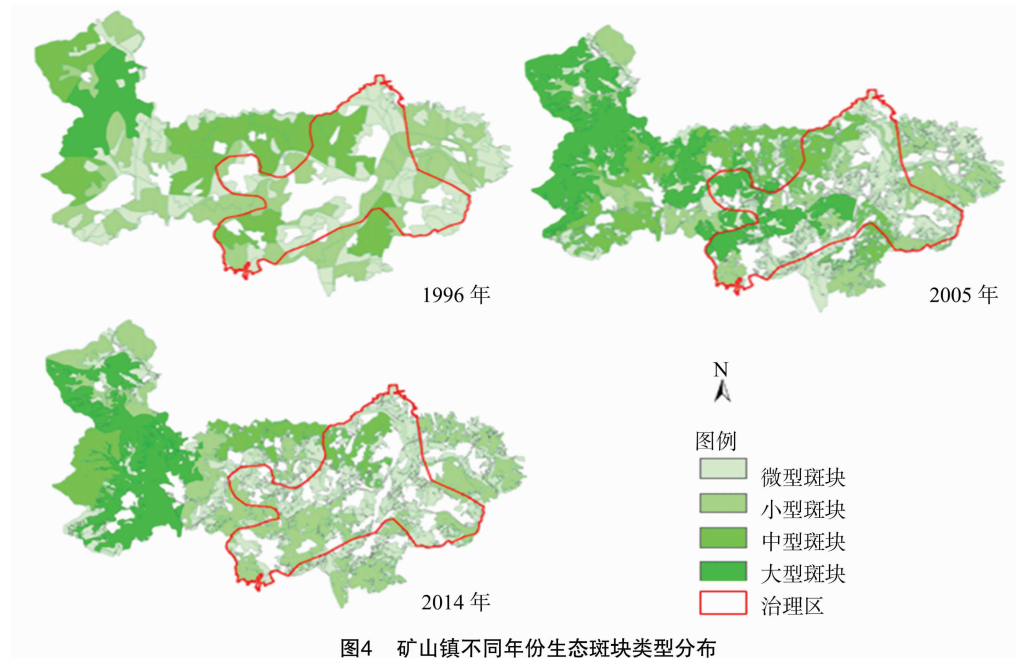 1996 年
2005 年
2014 年
N
图例
微型斑块
小型斑块
中型斑块
大型斑块
治理区
图4 矿山镇不同年份生态斑块类型分布